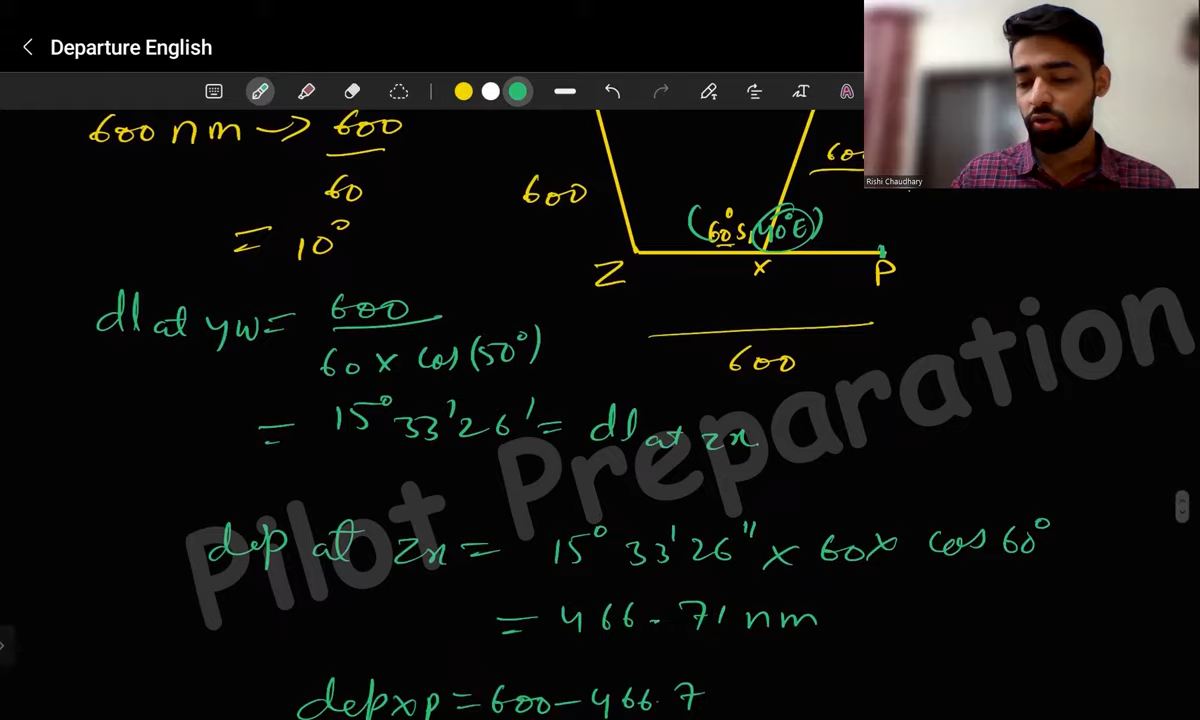 Departure English
A
Rishi Chaudhary
600 nm → 600
60
= 10°
600
600
(60°S, 40°E)
Z
X
P
600
dl at yw = 600
60 x cos (50°)
= 15° 33' 26' = dl at zx
dep at zx = 15° 33' 26" x 60 x cos 60°
= 466.71 nm
dep xp = 600 - 466.7
Pilot Preparation